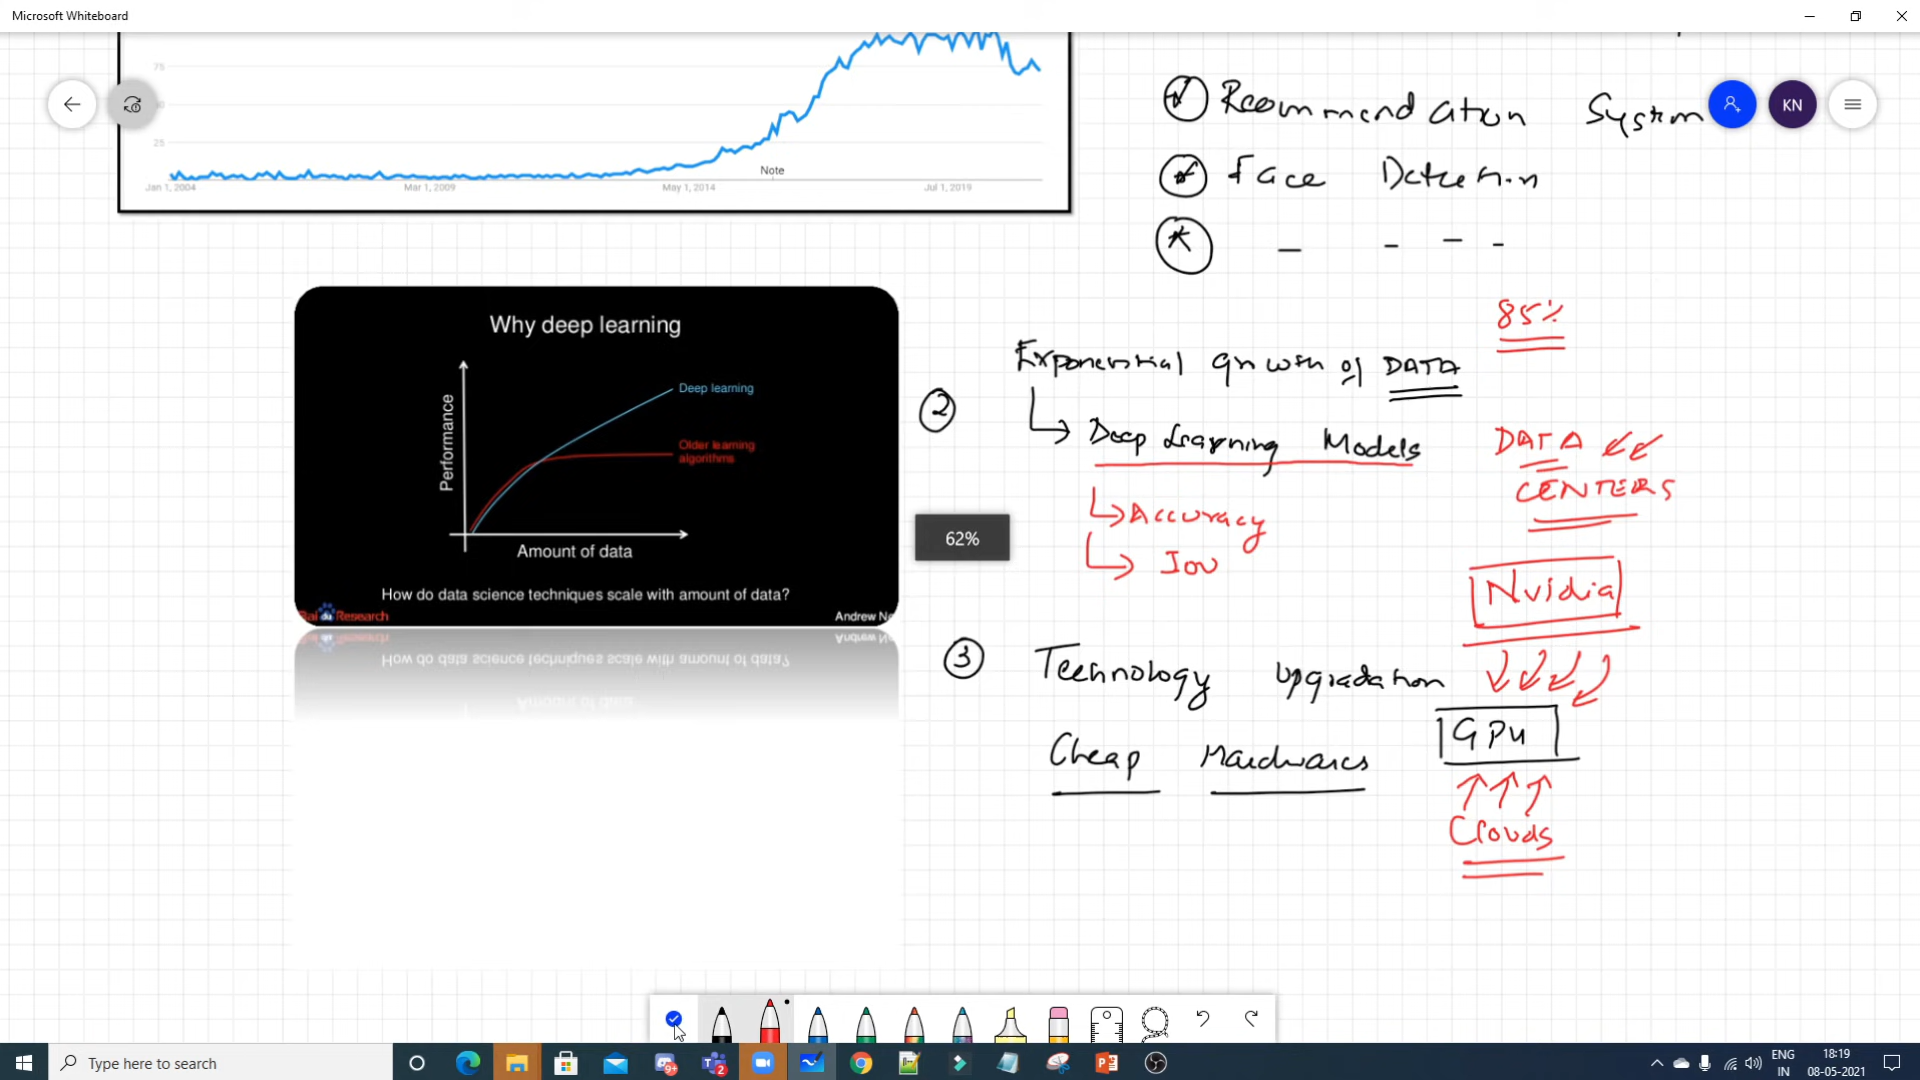 Microsoft Whiteboard
75
25
Note
Jan 1, 2004
Mar 1, 2009
May 1, 2014
Jul 1, 2019
Recommendation System
KN
Face Detection
Why deep learning
Performance
Deep learning
Older learning
algorithms
Amount of data
How do data science techniques scale with amount of data?
Research
Andrew N
85%
② Exponential growth of DATA
Deep Learning Models
Accuracy
IOU
DATA
CENTERS
62%
Nvidia
③ Technology Upgradation
GPU
Cheap Hardwares
Clouds
Type here to search
9+
2
ENG
IN
18:19
08-05-2021